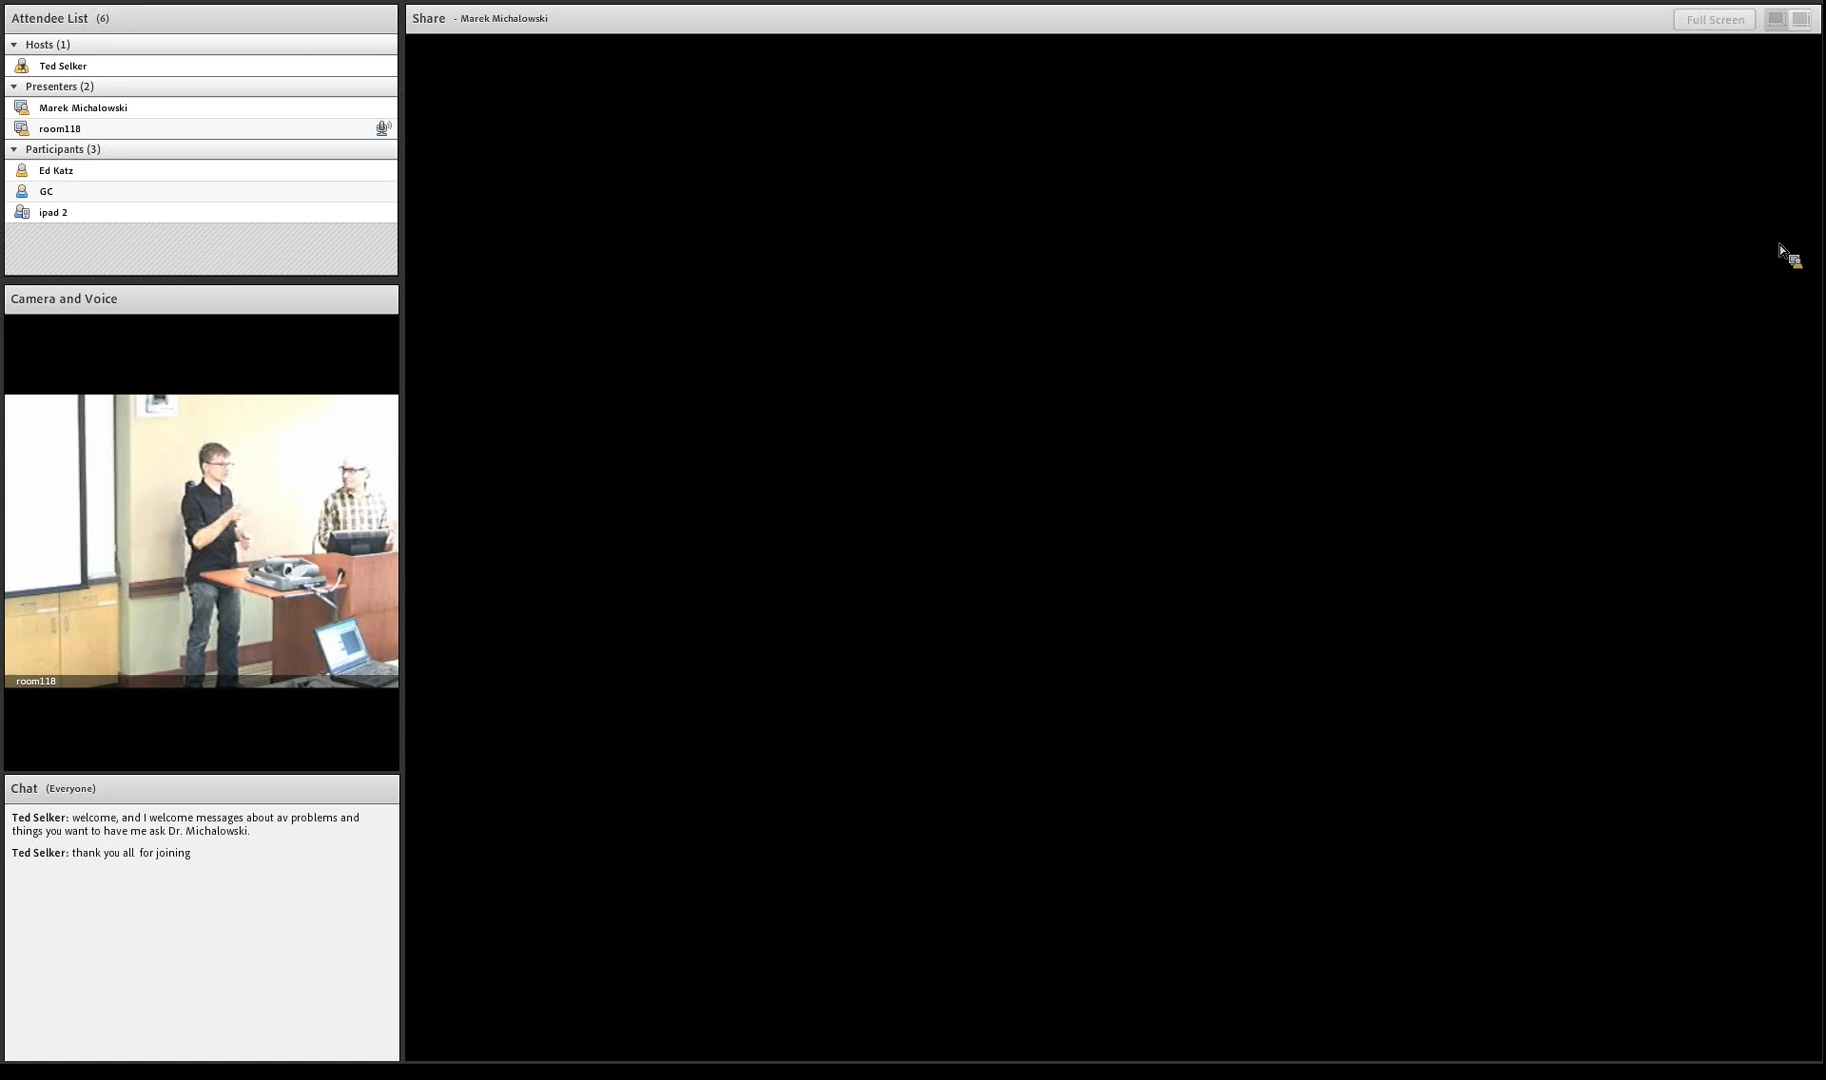 Attendee List (6)
Hosts (1)
Ted Selker
Presenters (2)
Marek Michalowski
room118
Participants (3)
Ed Katz
GC
ipad 2
Camera and Voice
room118
Chat (Everyone)
Ted Selker: welcome, and I welcome messages about av problems and
things you want to have me ask Dr. Michalowski.
Ted Selker: thank you all for joining
Share - Marek Michalowski
Full Screen